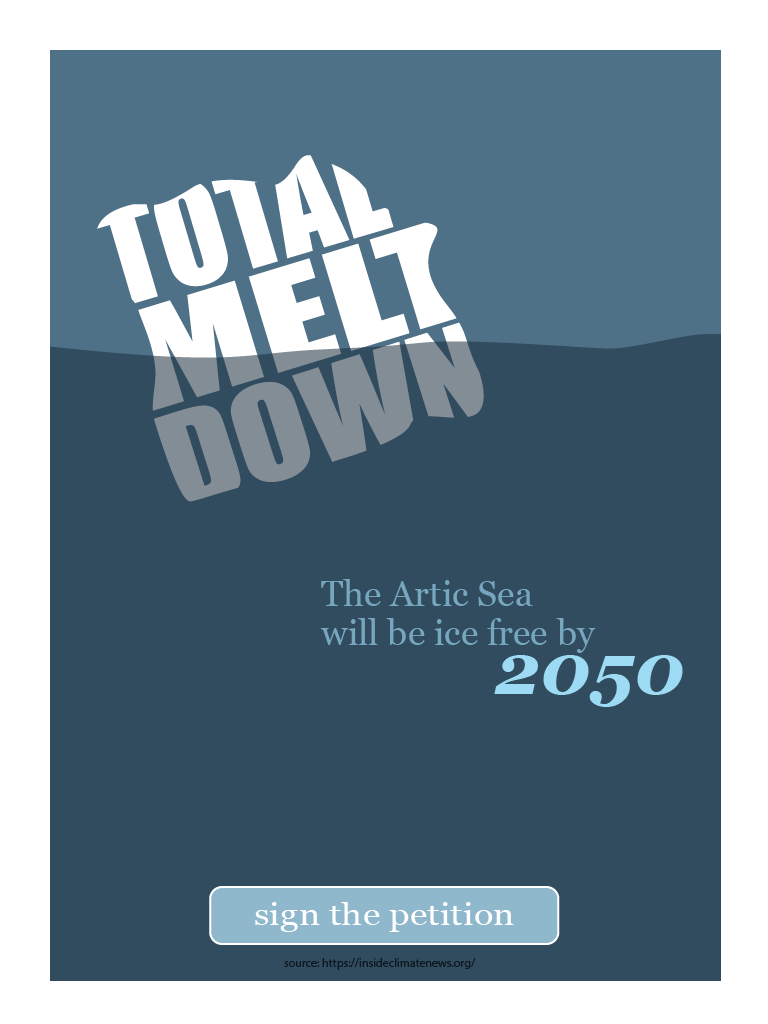 TOTAL
MELT
DOWN
The Artic Sea
will be ice free by
2050
sign the petition
source: https://insideclimatenews.org/